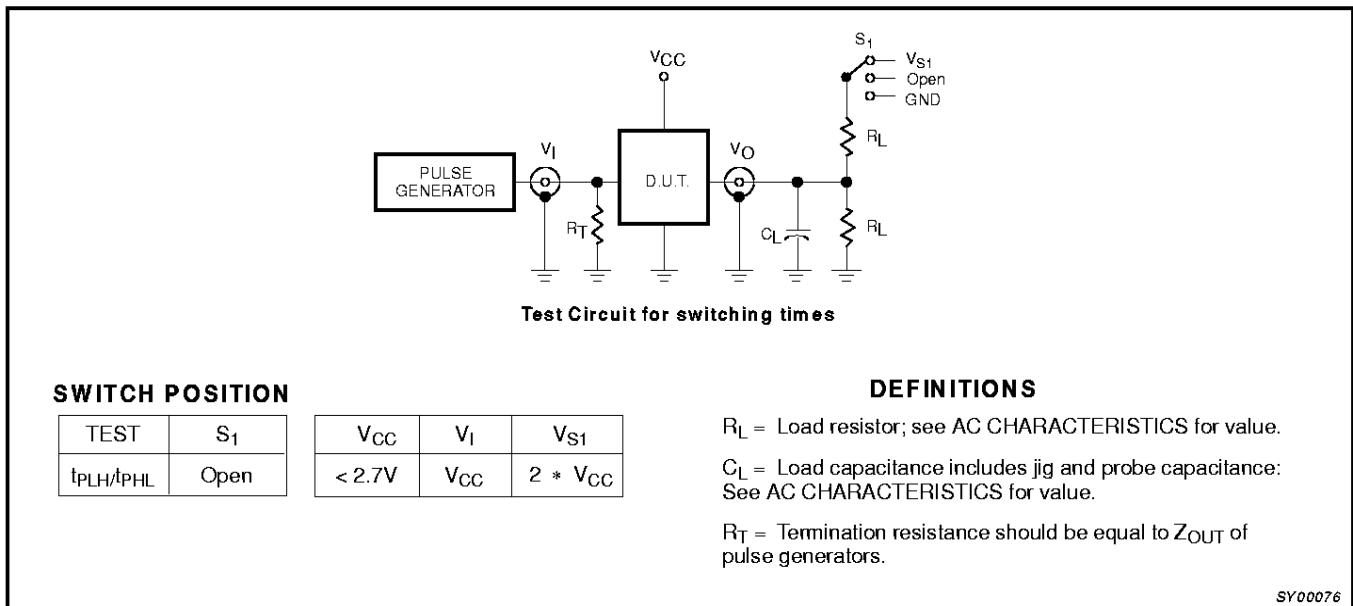 S1
VS1
Open
GND
VCC
RL
VI
VO
PULSE
GENERATOR
D.U.T.
RT
CL
RL
Test Circuit for switching times
SWITCH POSITION
TEST S1
tPLH/tPHL Open
VCC VI VS1
< 2.7V VCC 2 * VCC
DEFINITIONS
RL = Load resistor; see AC CHARACTERISTICS for value.
CL = Load capacitance includes jig and probe capacitance:
See AC CHARACTERISTICS for value.
RT = Termination resistance should be equal to ZOUT of
pulse generators.
SY00076